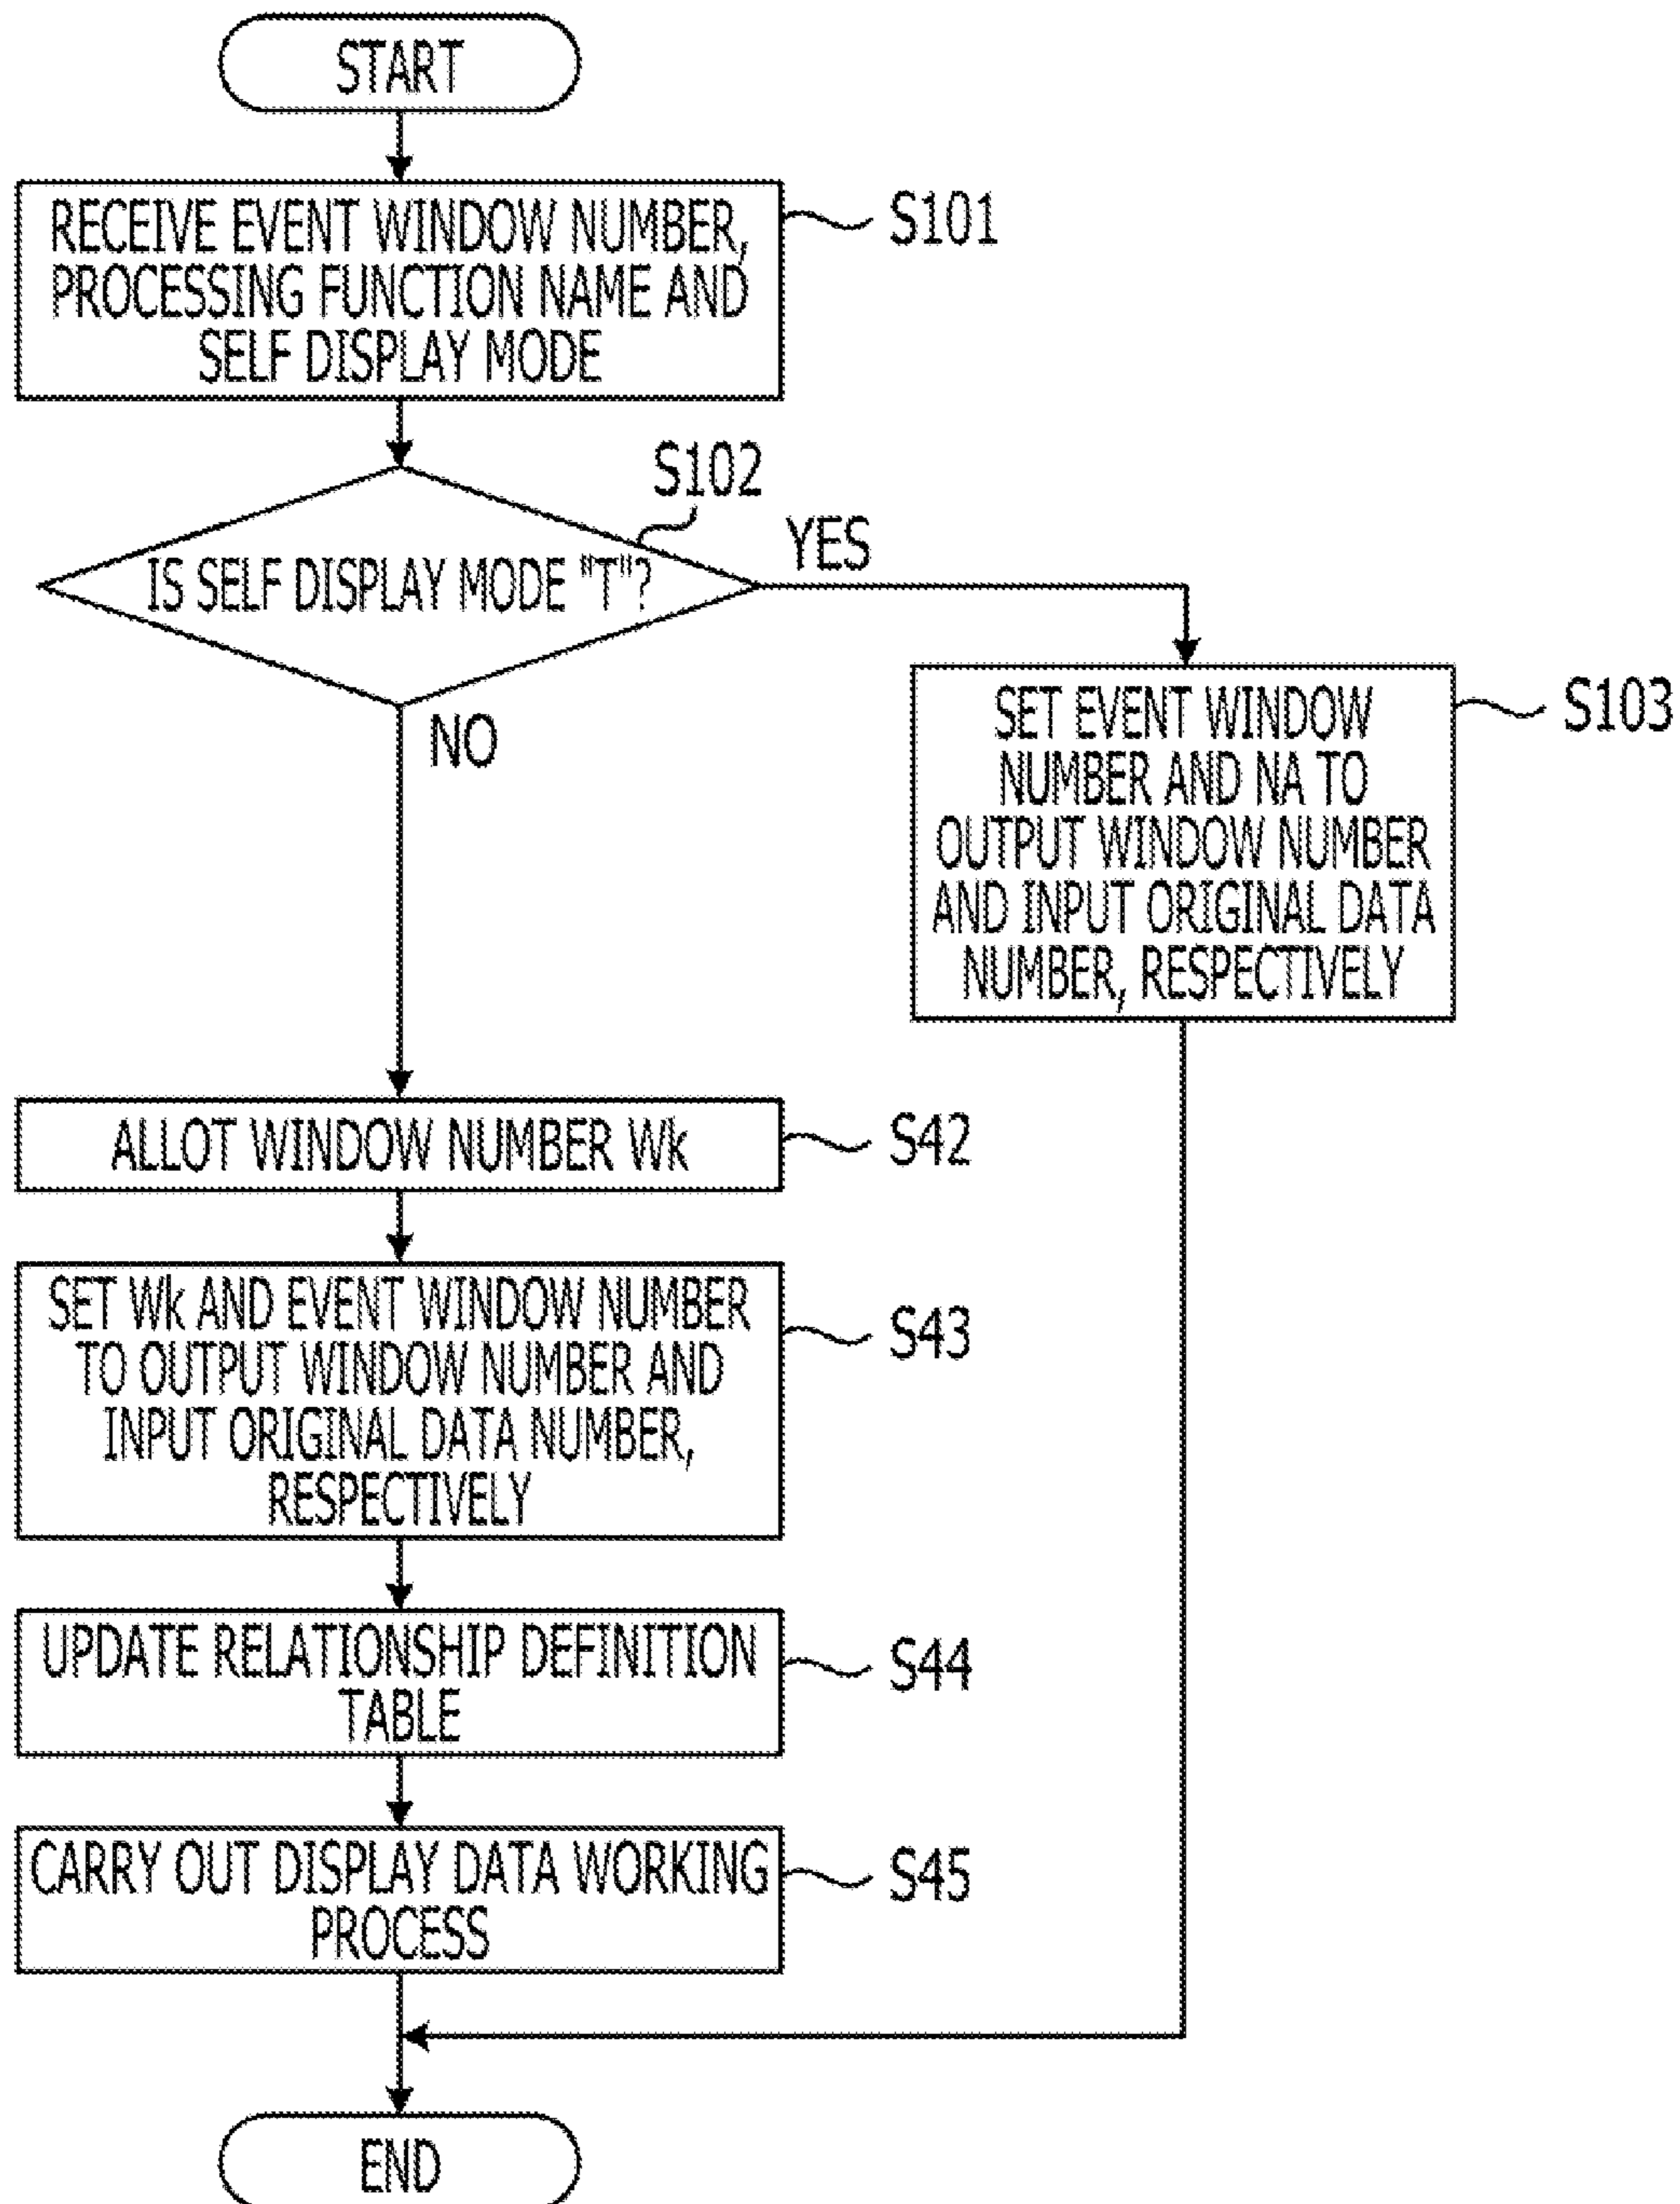 START
RECEIVE EVENT WINDOW NUMBER,
PROCESSING FUNCTION NAME AND
SELF DISPLAY MODE
S101
S102
IS SELF DISPLAY MODE "T"?
YES
NO
SET EVENT WINDOW
NUMBER AND NA TO
OUTPUT WINDOW NUMBER
AND INPUT ORIGINAL DATA
NUMBER, RESPECTIVELY
S103
ALLOT WINDOW NUMBER Wk
S42
SET Wk AND EVENT WINDOW NUMBER
TO OUTPUT WINDOW NUMBER AND
INPUT ORIGINAL DATA NUMBER,
RESPECTIVELY
S43
UPDATE RELATIONSHIP DEFINITION
TABLE
S44
CARRY OUT DISPLAY DATA WORKING
PROCESS
S45
END